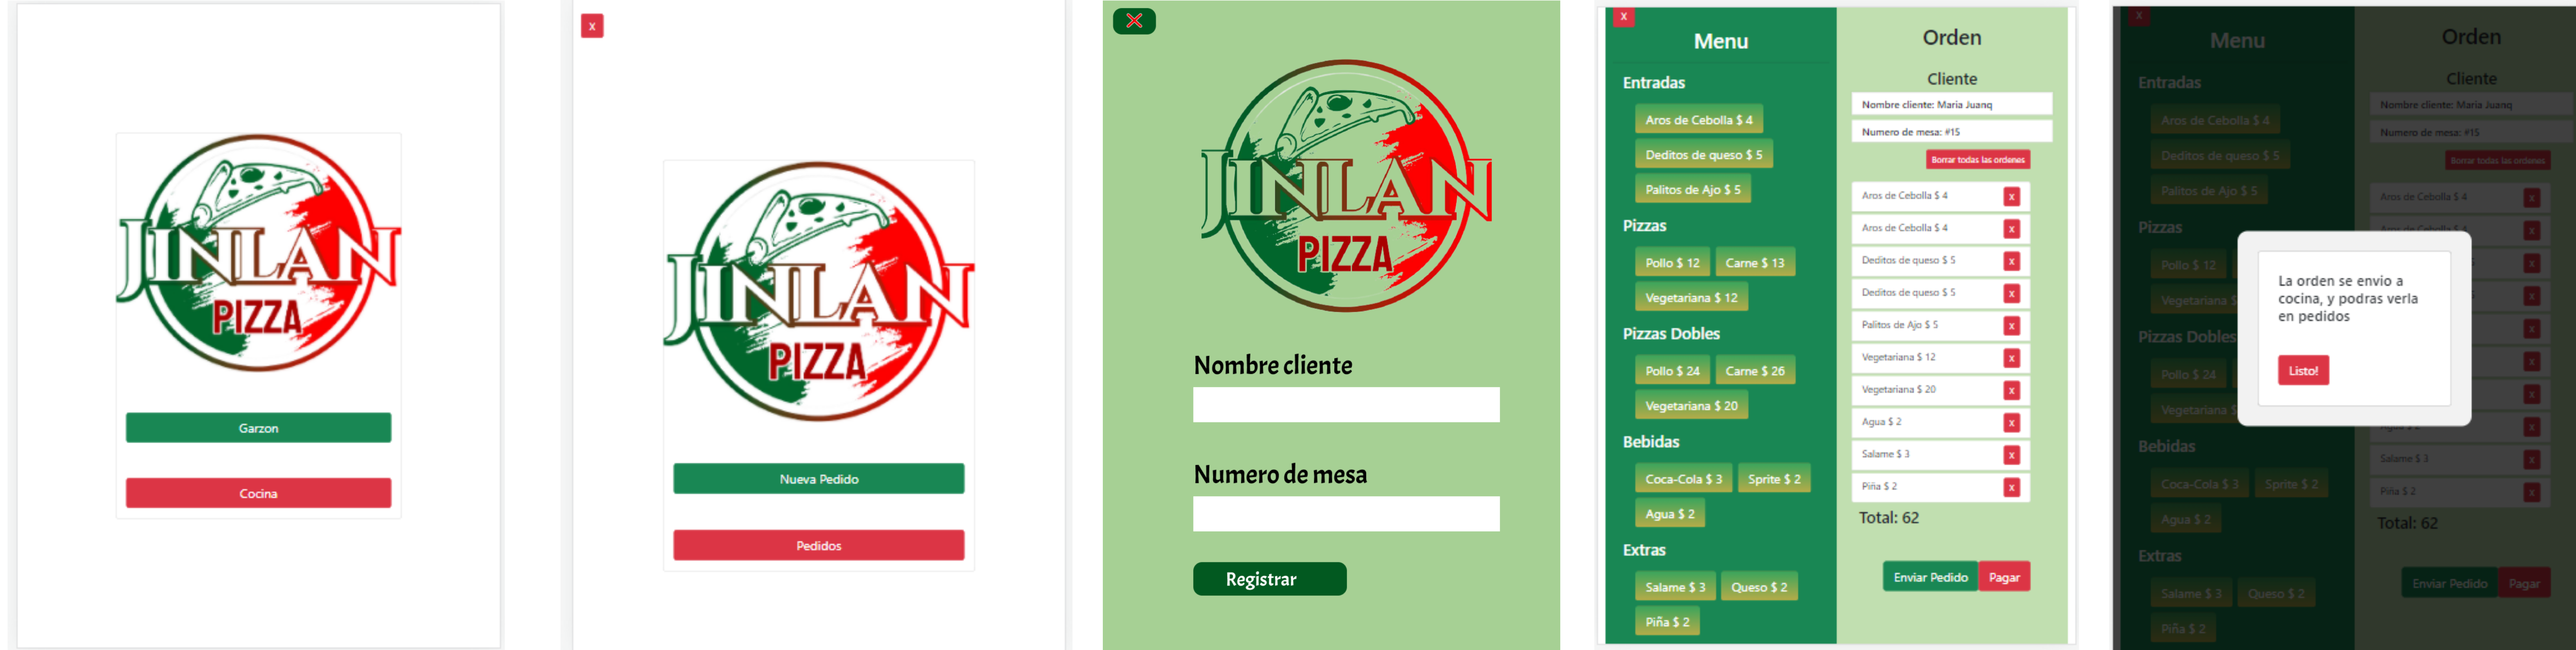 JINLAN
PIZZA
Garzon
Cocina
x
JINLAN
PIZZA
Nueva Pedido
Pedidos
X
JINLAN
PIZZA
Nombre cliente
Numero de mesa
Registrar
x
Menu
Entradas
Aros de Cebolla $ 4
Deditos de queso $ 5
Palitos de Ajo $ 5
Pizzas
Pollo $ 12 Carne $ 13
Vegetariana $ 12
Pizzas Dobles
Pollo $ 24 Carne $ 26
Vegetariana $ 20
Bebidas
Coca-Cola $ 3 Sprite $ 2
Agua $ 2
Extras
Salame $ 3 Queso $ 2
Piña $ 2
Orden
Cliente
Nombre cliente: Maria Juanq
Numero de mesa: #15
Borrar todas las ordenes
Aros de Cebolla $ 4 x
Aros de Cebolla $ 4 x
Deditos de queso $ 5 x
Deditos de queso $ 5 x
Palitos de Ajo $ 5 x
Vegetariana $ 12 x
Vegetariana $ 20 x
Agua $ 2 x
Salame $ 3 x
Piña $ 2 x
Total: 62
Enviar Pedido Pagar
x
Menu
Entradas
Aros de Cebolla $ 4
Deditos de queso $ 5
Palitos de Ajo $ 5
Pizzas
Pollo $ 12
Vegetariana $
Pizzas Dobles
Pollo $ 24
Vegetariana $
Bebidas
Coca-Cola $ 3 Sprite $ 2
Agua $ 2
Extras
Salame $ 3 Queso $ 2
Piña $ 2
Orden
Cliente
Nombre cliente: Maria Juanq
Numero de mesa: #15
Borrar todas las ordenes
Aros de Cebolla $ 4 x
x
x
x
x
x
x
x
Salame $ 3 x
Piña $ 2 x
Total: 62
Enviar Pedido Pagar
La orden se envio a
cocina, y podras verla
en pedidos
Listo!